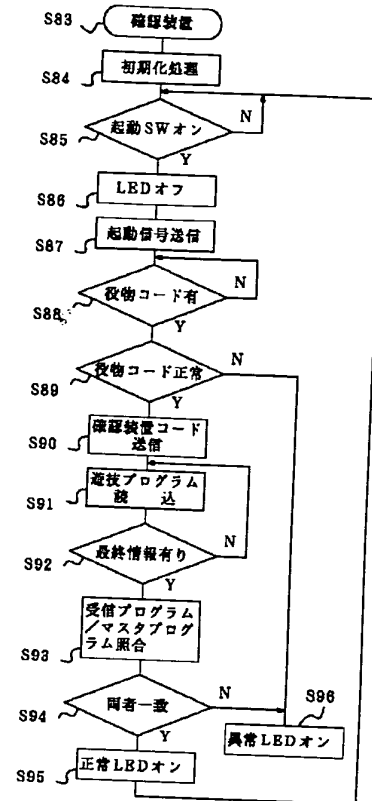 S83
確認装置
S84
初期化処理
S85
起動SWオン
N
Y
S86
LEDオフ
S87
起動信号送信
S88
役物コード有
N
Y
S89
役物コード正常
N
Y
S90
確認装置コード
送信
S91
遊技プログラム
読 込
S92
最終情報有り
N
Y
S93
受信プログラム
/マスタプログ
ラム照合
S94
両者一致
N
Y
S96
異常LEDオン
S95
正常LEDオン